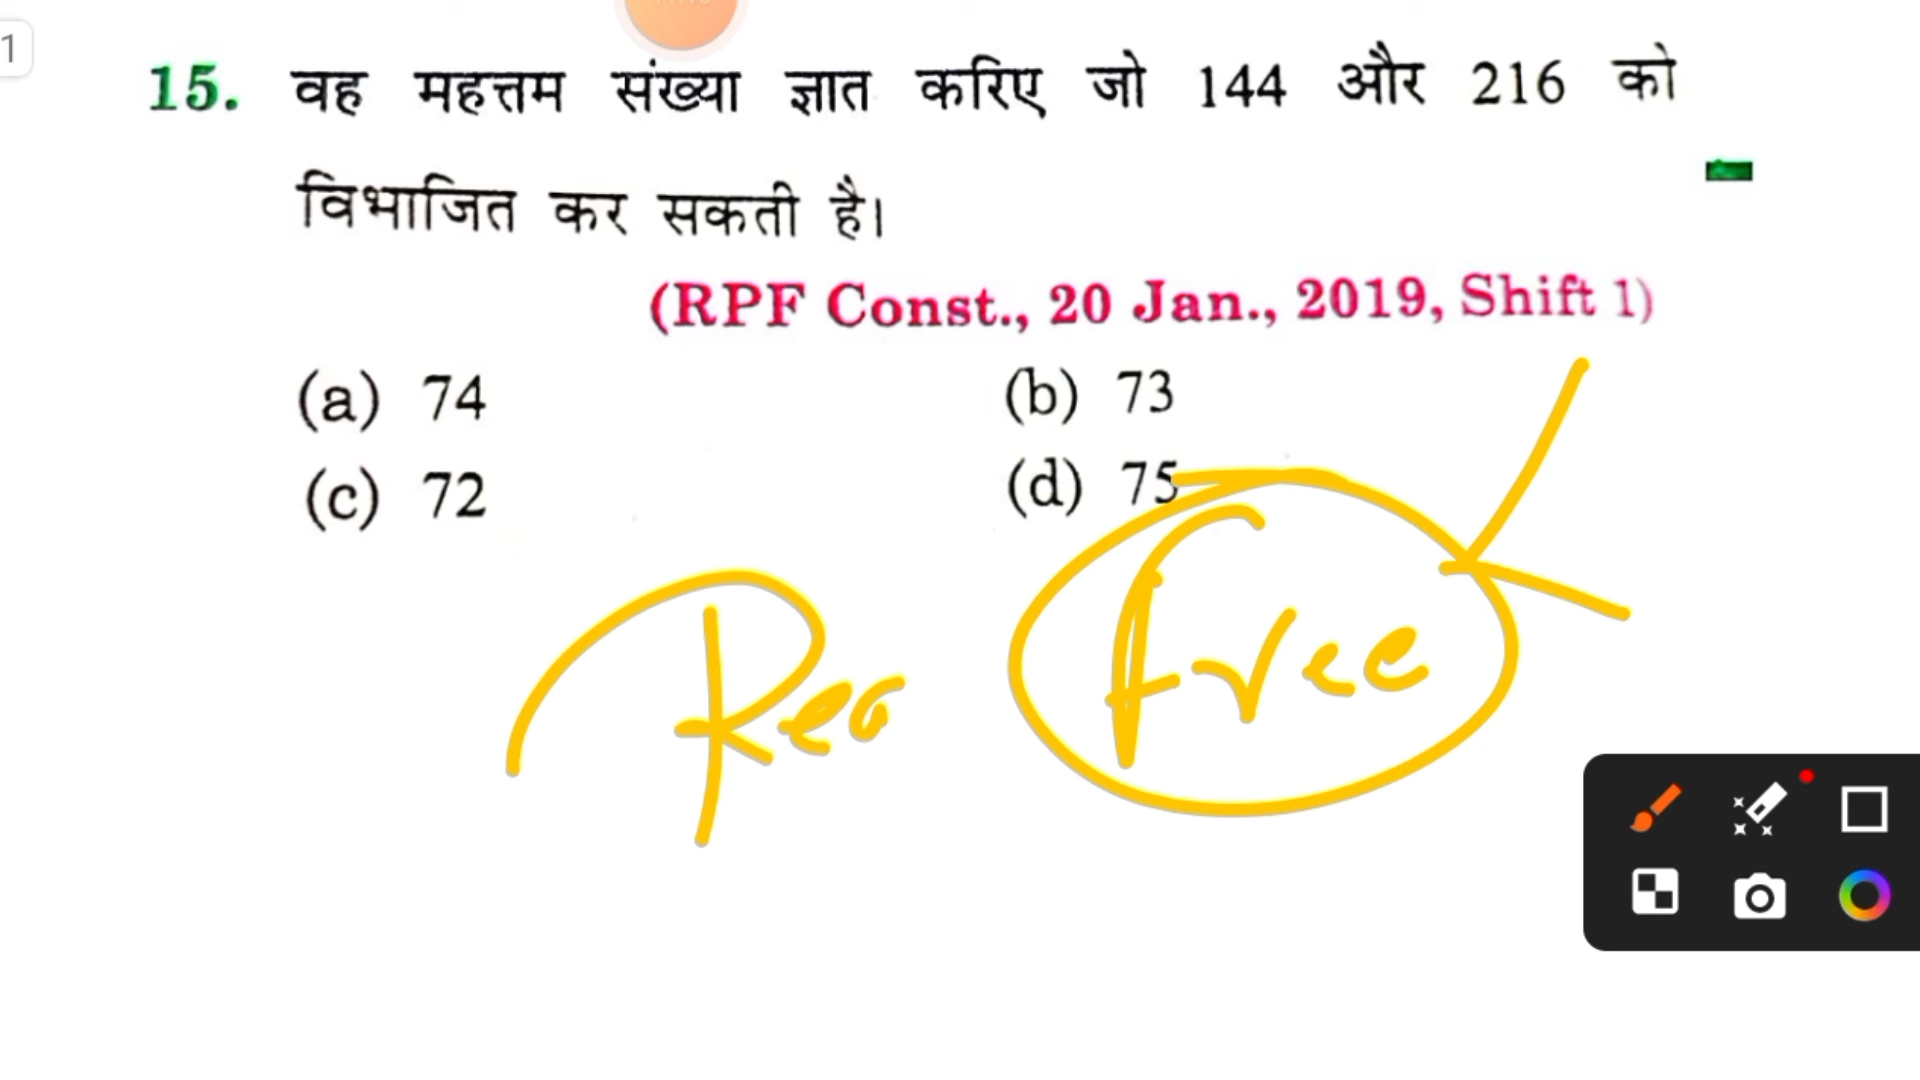 1
15. वह महत्तम संख्या ज्ञात करिए जो 144 और 216 को
विभाजित कर सकती है।
(RPF Const., 20 Jan., 2019, Shift 1)
(a) 74 (b) 73
(c) 72 (d) 75
Free